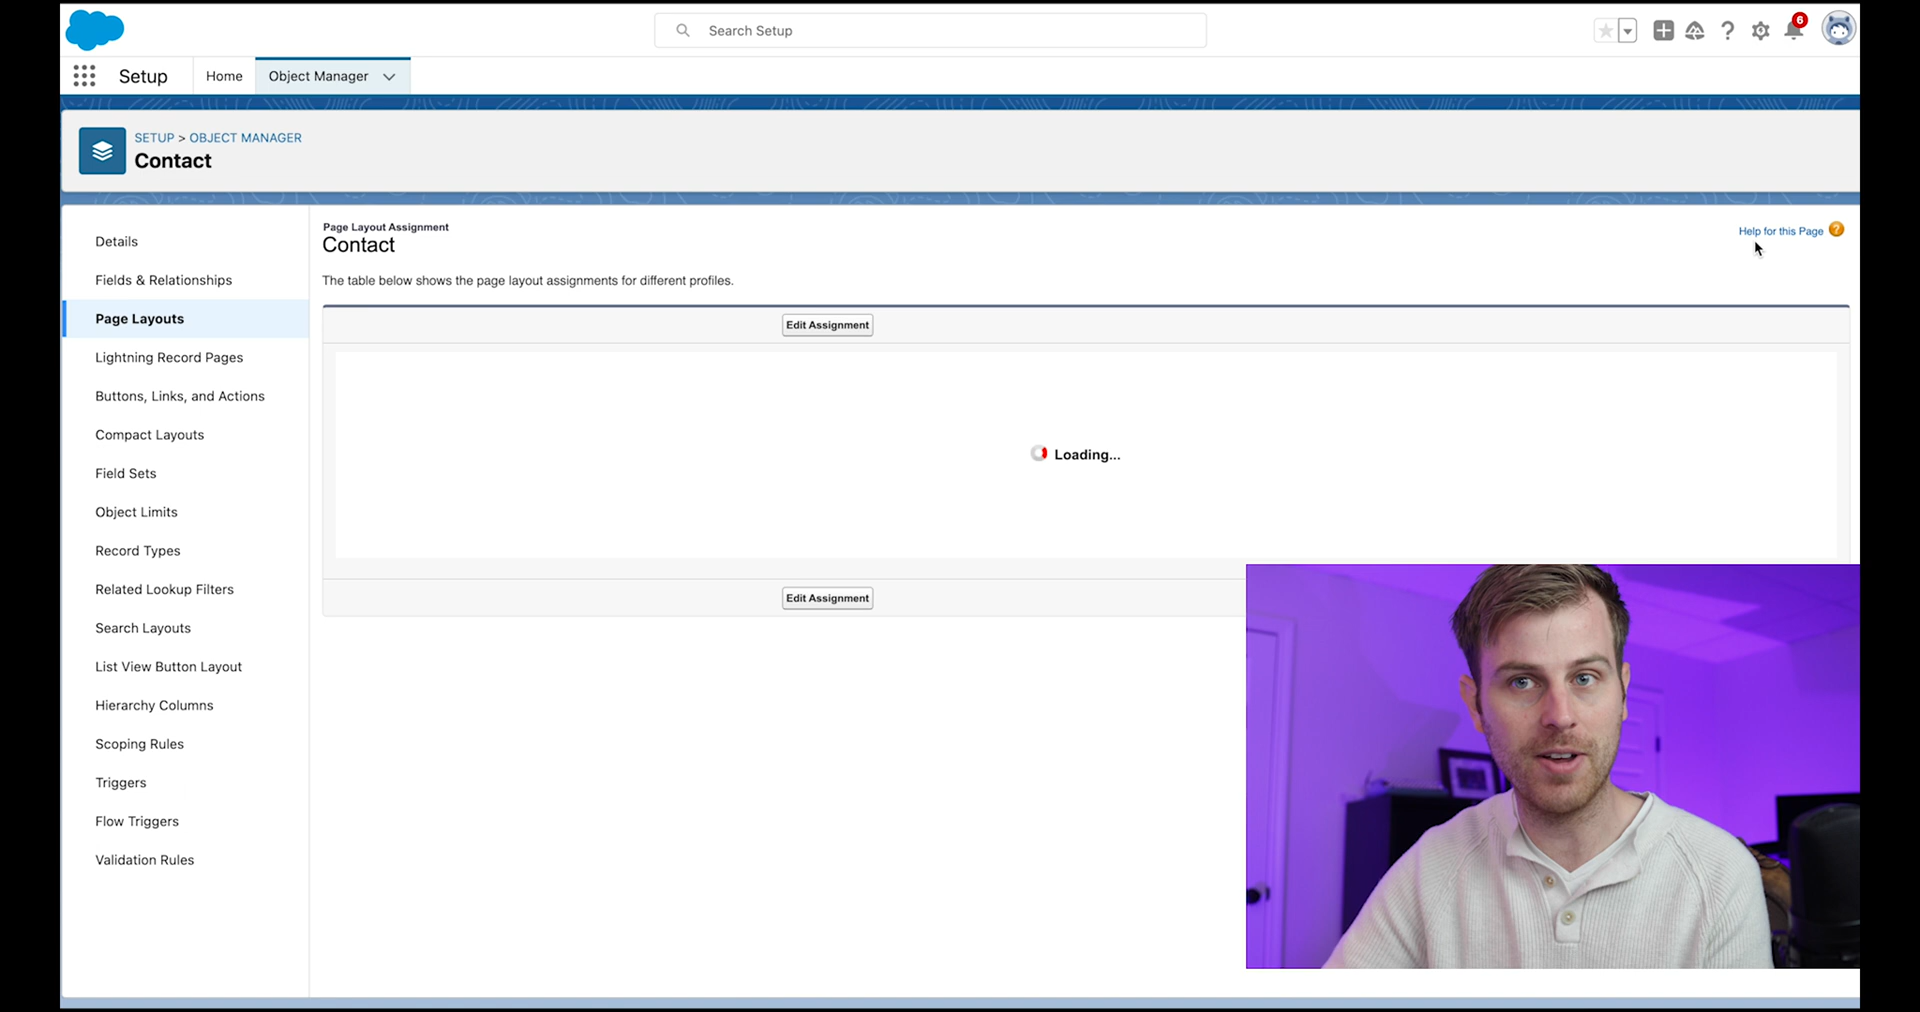 Search Setup
6
Setup
Home
Object Manager
SETUP > OBJECT MANAGER
Contact
Details
Fields & Relationships
Page Layouts
Lightning Record Pages
Buttons, Links, and Actions
Compact Layouts
Field Sets
Object Limits
Record Types
Related Lookup Filters
Search Layouts
List View Button Layout
Hierarchy Columns
Scoping Rules
Triggers
Flow Triggers
Validation Rules
Page Layout Assignment
Contact
Help for this Page ?
The table below shows the page layout assignments for different profiles.
Edit Assignment
Loading...
Edit Assignment